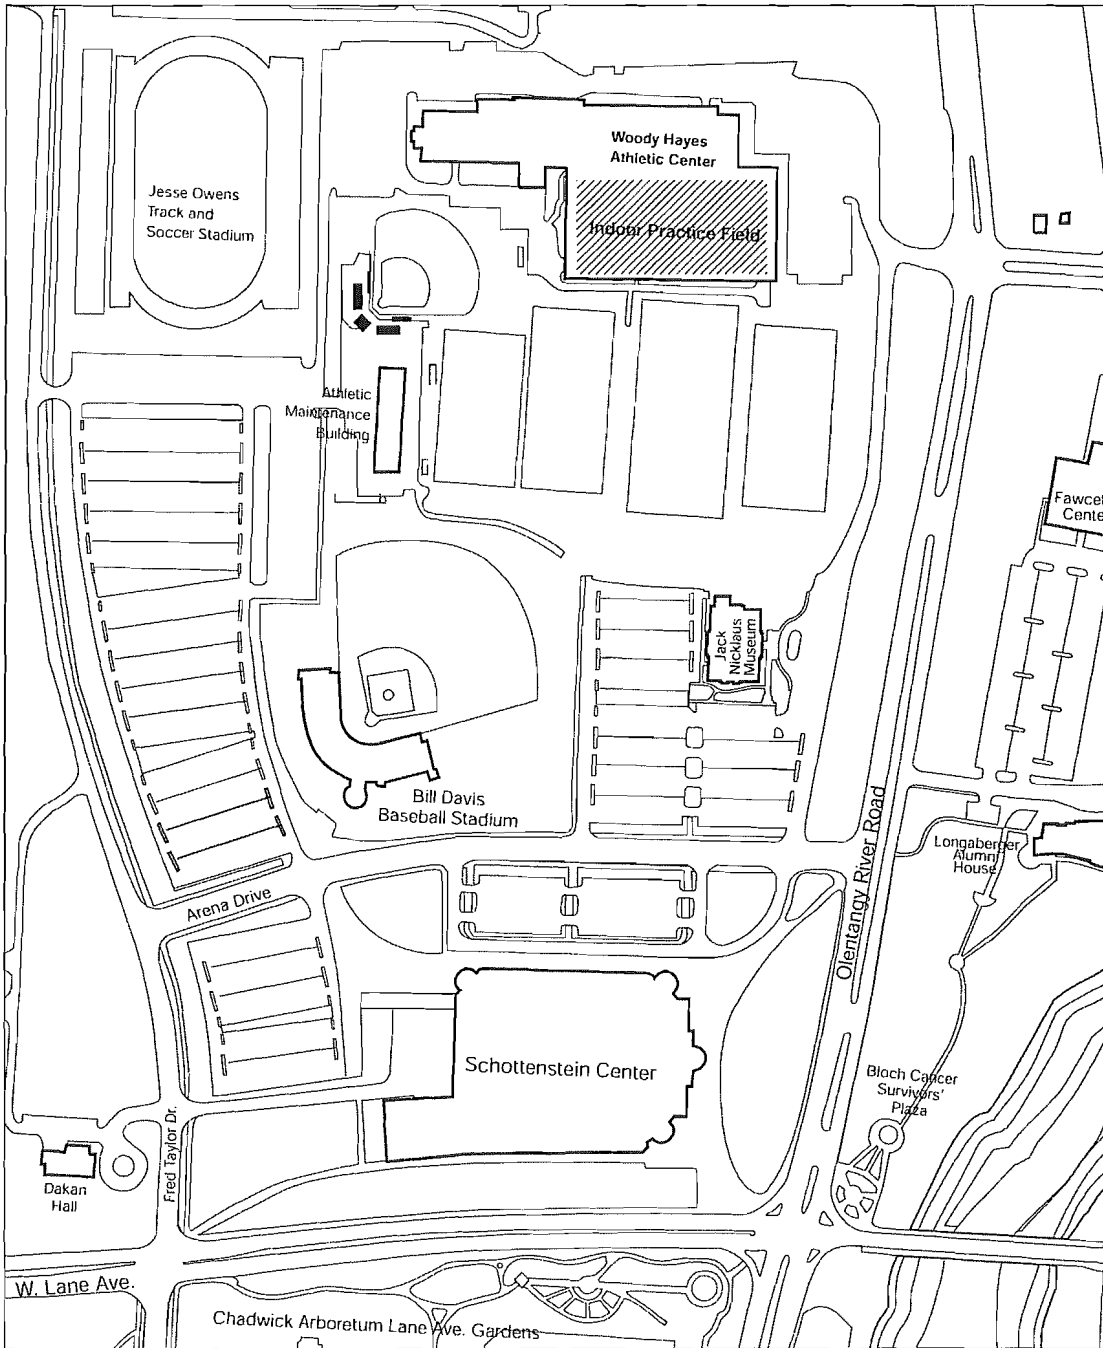 Woody Hayes
Athletic Center
Jesse Owens
Track and
Soccer Stadium
Indoor Practice Field
Athletic
Maintenance
Building
Fawcet
Cente
Jack
Nicklaus
Museum
Bill Davis
Baseball Stadium
Olentangy River Road
Longaberger
Alumni
House
Arena Drive
Schottenstein Center
Bloch Cancer
Survivors'
Plaza
Fred Taylor Dr.
Dakan
Hall
W. Lane Ave.
Chadwick Arboretum Lane Ave. Gardens